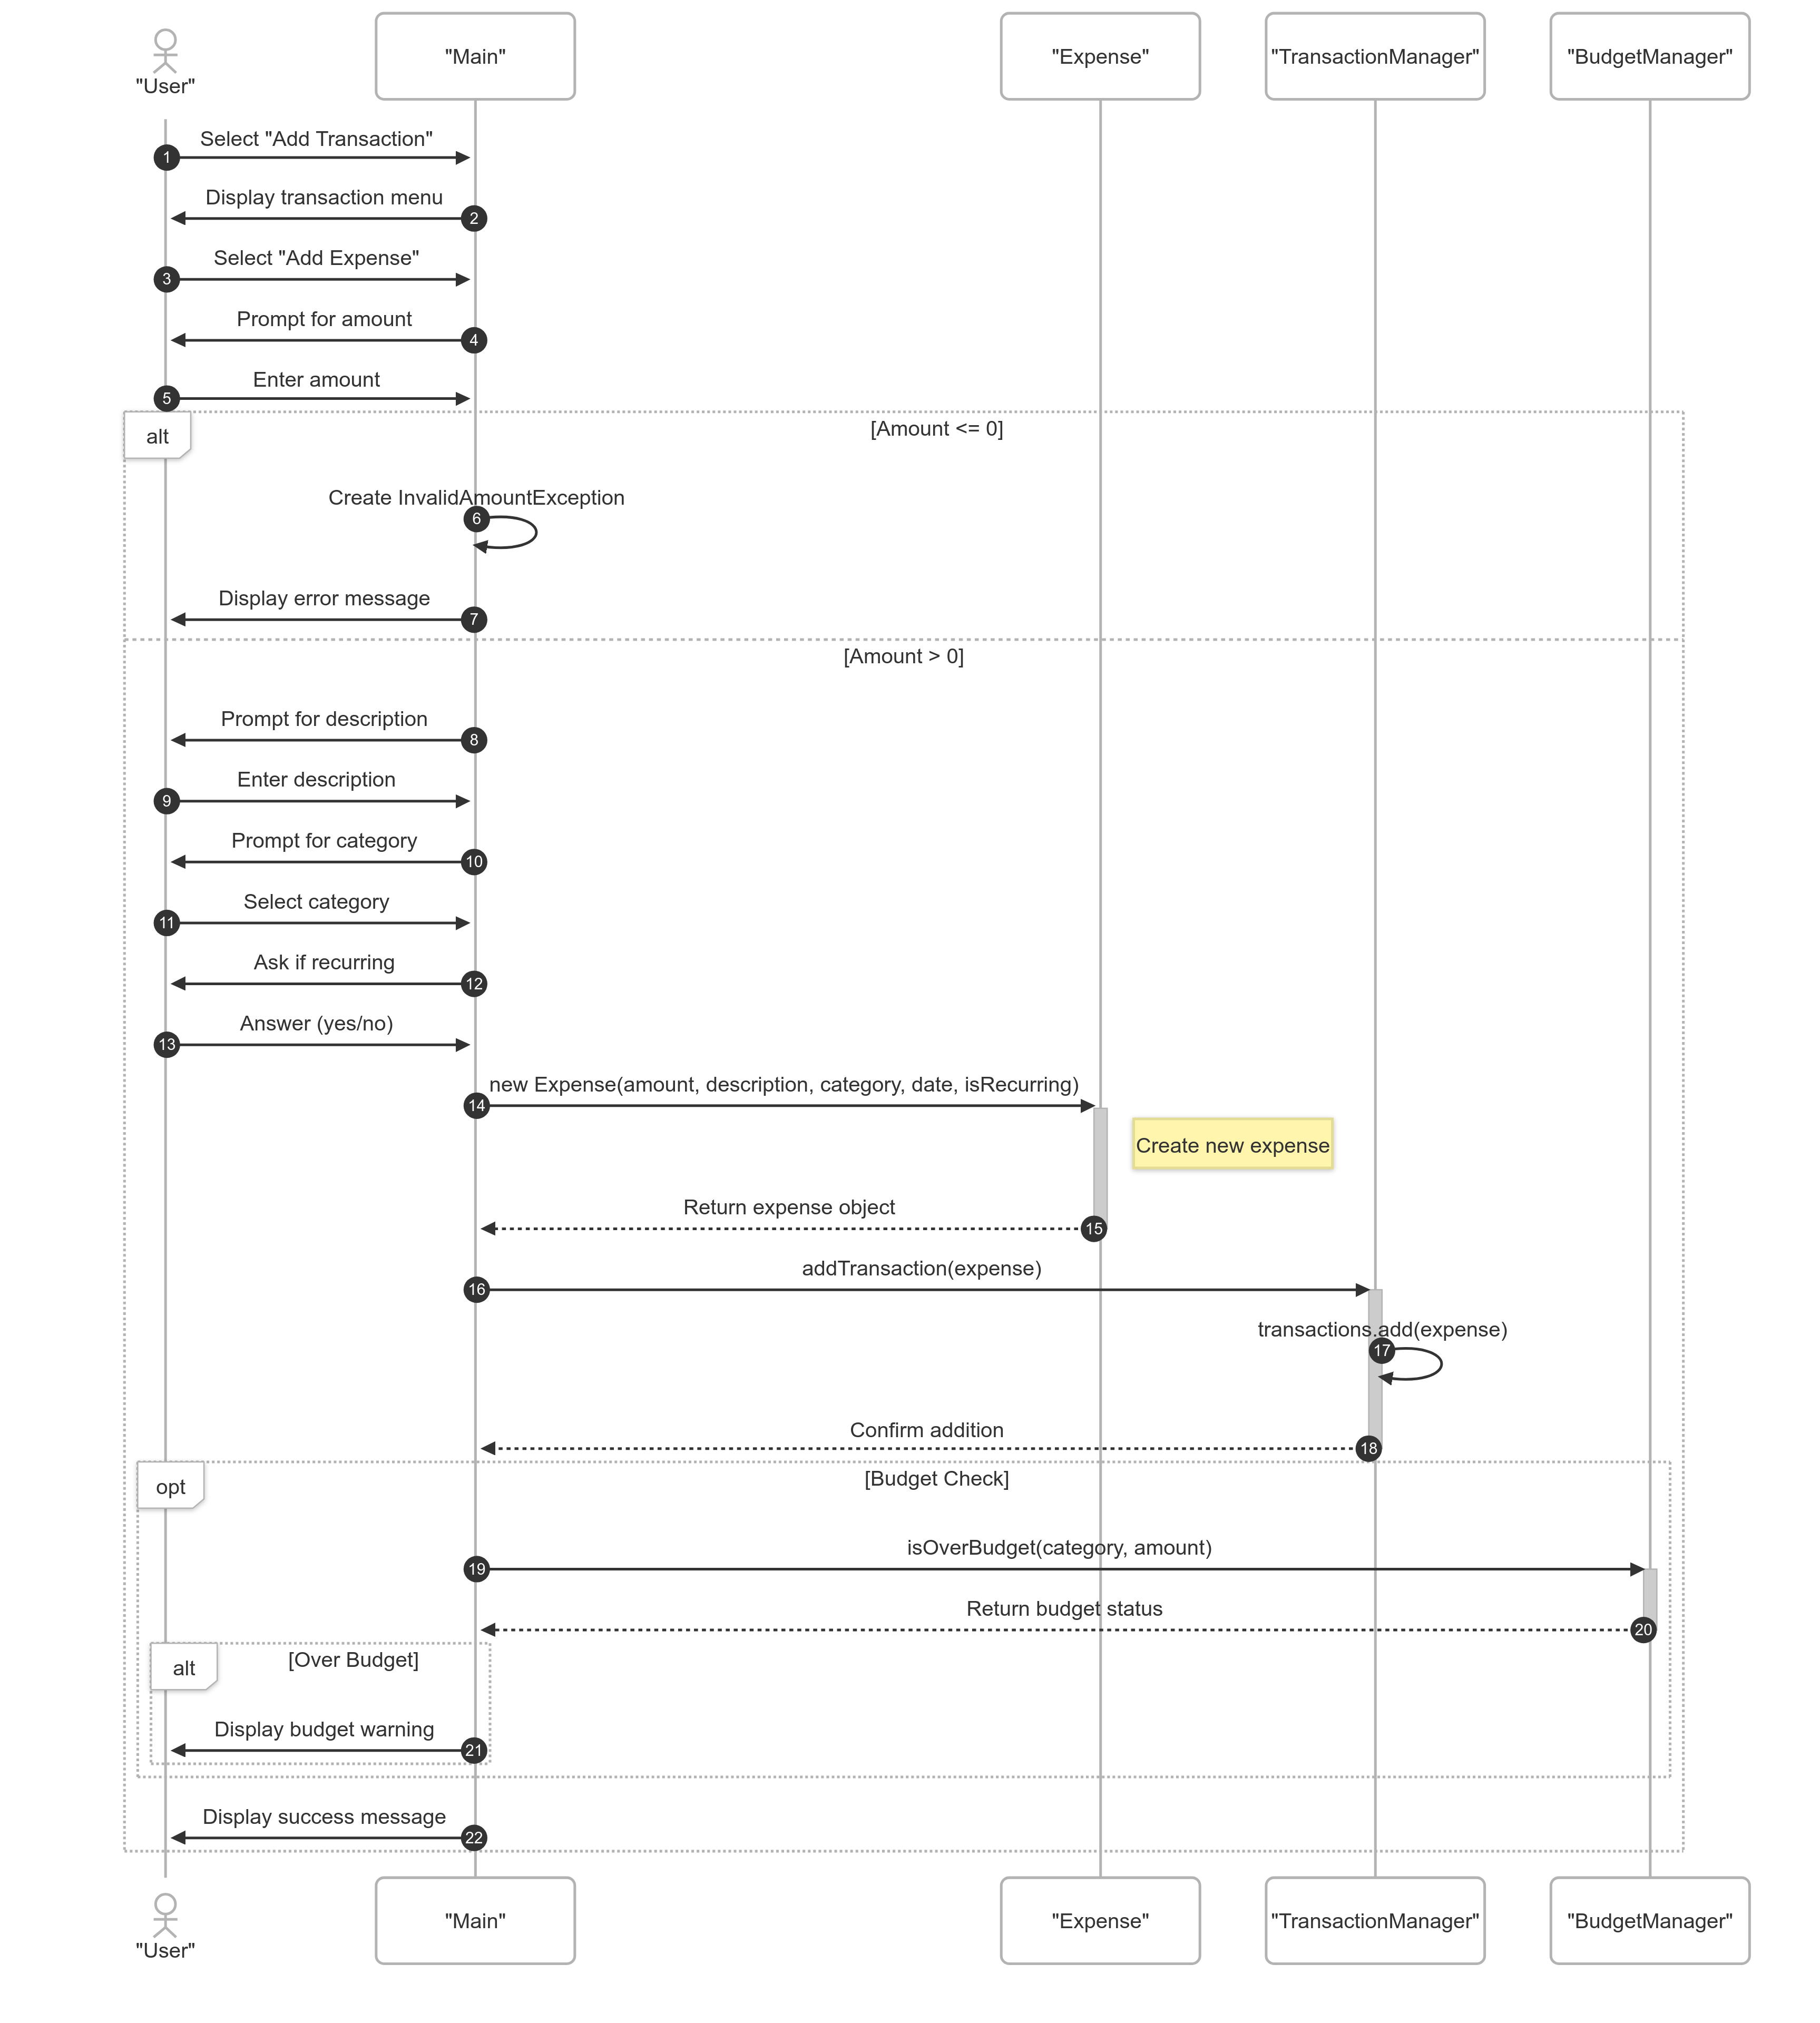 "User"
"Main"
"Expense"
"TransactionManager"
"BudgetManager"
Select "Add Transaction"
1
Display transaction menu
2
Select "Add Expense"
3
Prompt for amount
4
Enter amount
5
alt
[Amount <= 0]
Create InvalidAmountException
6
Display error message
7
[Amount > 0]
Prompt for description
8
Enter description
9
Prompt for category
10
Select category
11
Ask if recurring
12
Answer (yes/no)
13
new Expense(amount, description, category, date, isRecurring)
14
Create new expense
Return expense object
15
addTransaction(expense)
16
transactions.add(expense)
17
Confirm addition
18
opt
[Budget Check]
isOverBudget(category, amount)
19
Return budget status
20
alt
[Over Budget]
Display budget warning
21
Display success message
22
"User"
"Main"
"Expense"
"TransactionManager"
"BudgetManager"